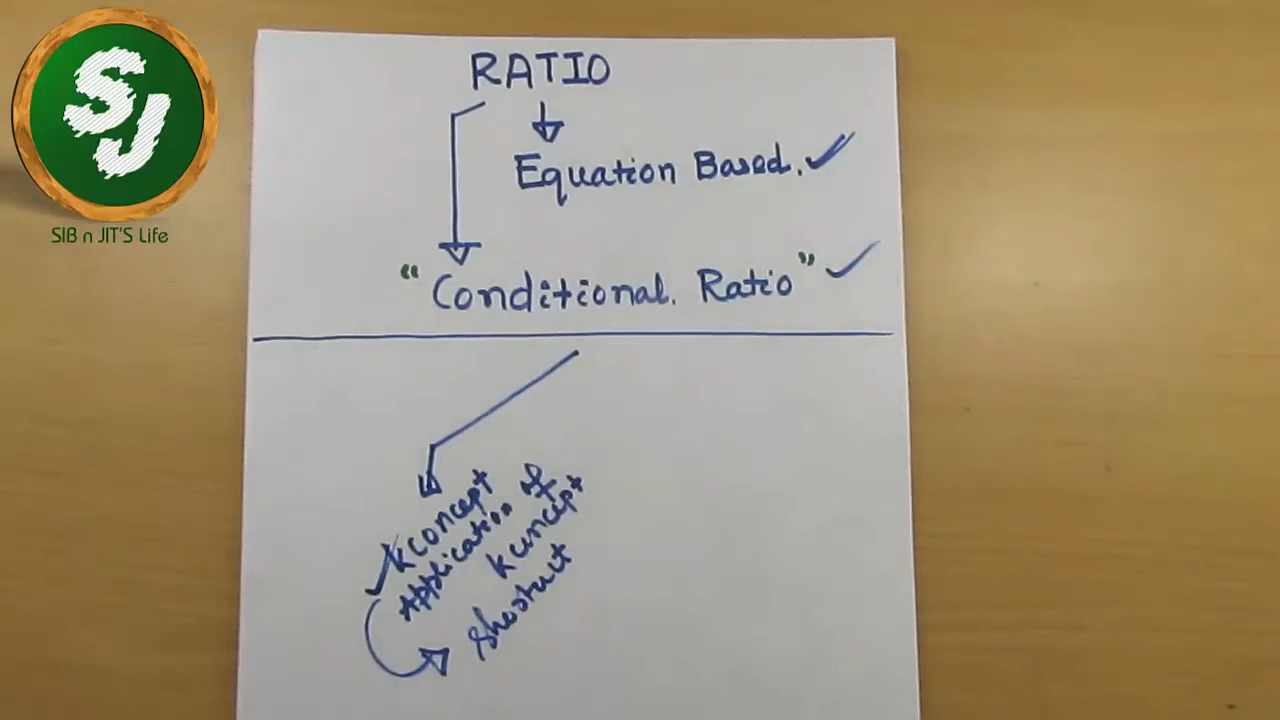 SJ
SIB n JIT'S Life
RATIO
Equation Based.
"Conditional. Ratio"
k concept
Application of
k concept
Shortcut